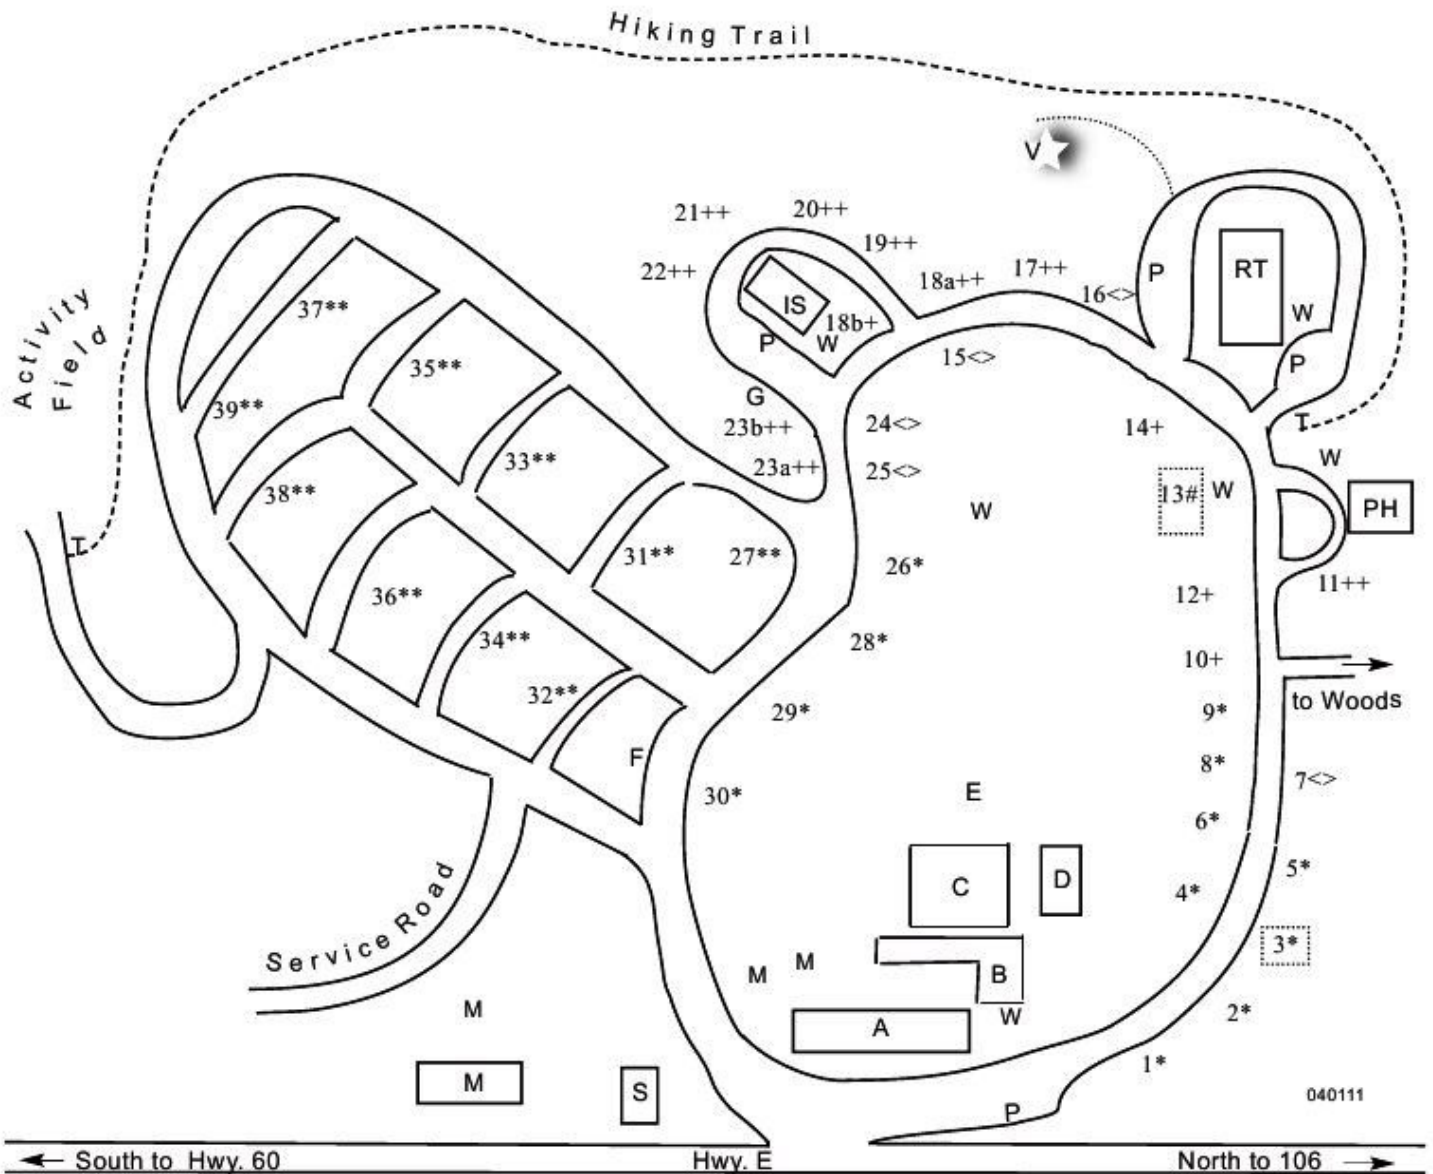 Hiking Trail
V
21++
20++
19++
22++
18a++
17++
16<>
P
RT
W
P
IS
18b+
P
W
15<>
Activity
Field
37**
35**
39**
33**
38**
31**
27**
36**
34**
32**
F
G
23b++
23a++
24<>
25<>
14+
T
W
13#
W
PH
W
T
26*
12+
11++
28*
10+
to Woods
29*
9*
8*
7<>
30*
E
6*
5*
C
D
4*
3*
Service Road
M
M
B
2*
M
A
W
1*
M
S
P
040111
South to Hwy. 60
Hwy. E
North to 106